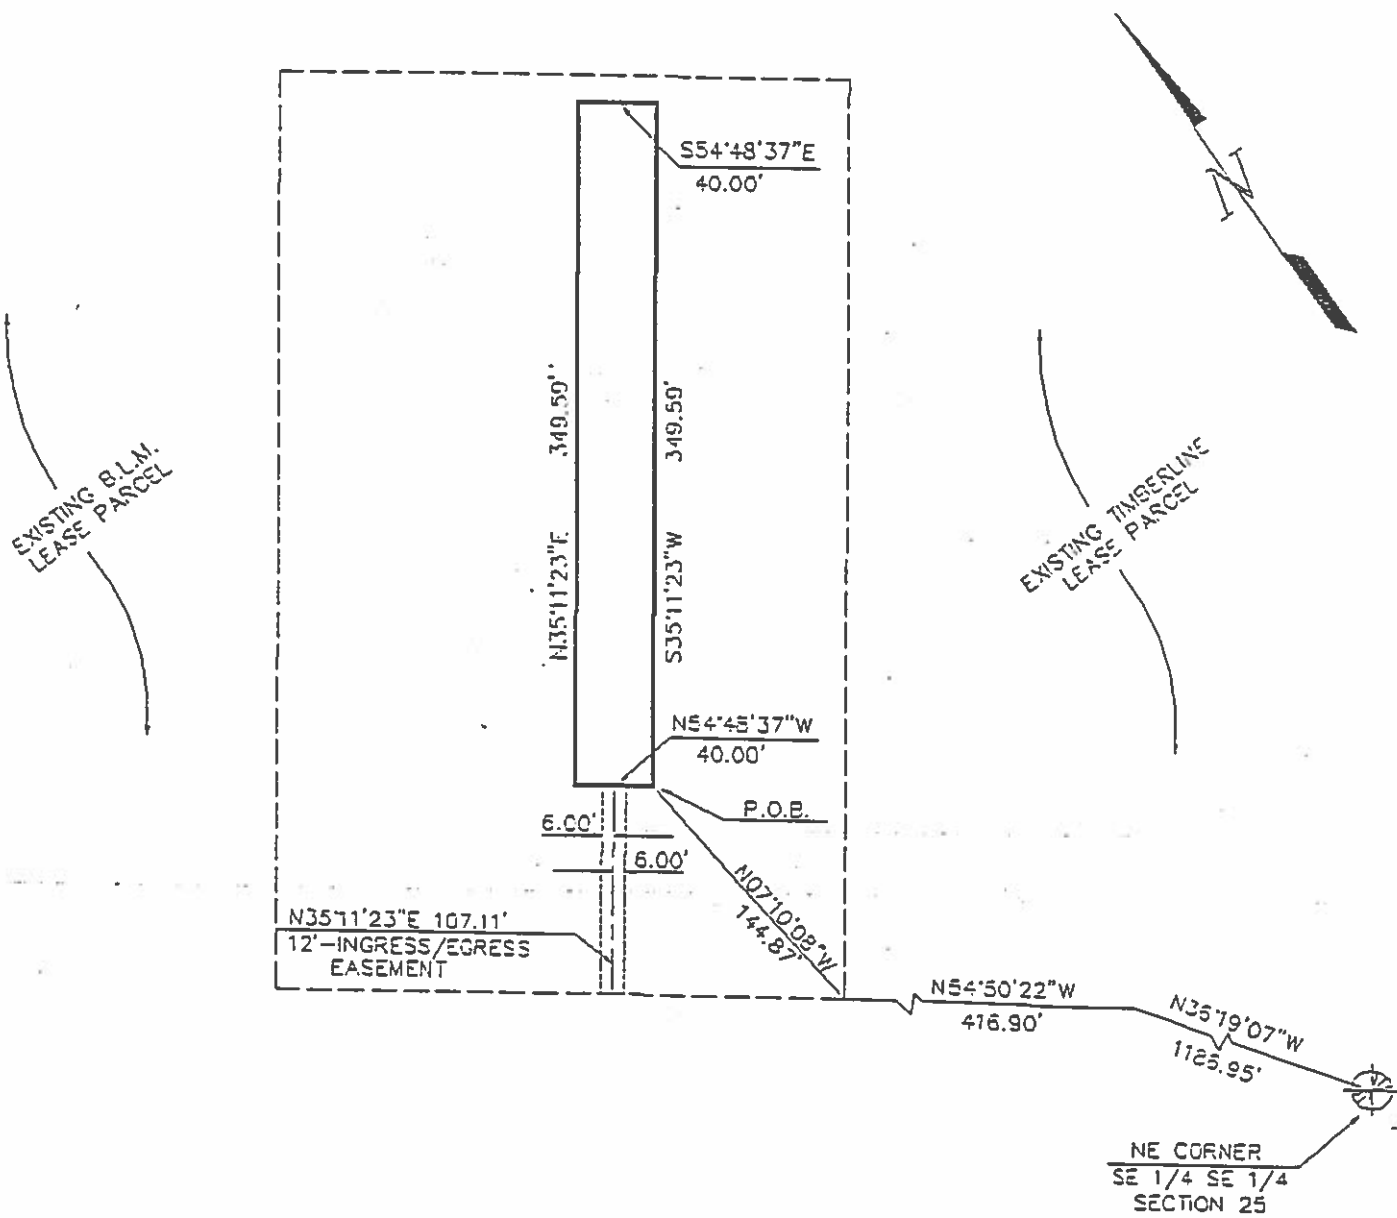 S54°48'37"E
40.00'
N
349.59'
349.59'
EXISTING B.L.M.
LEASE PARCEL
EXISTING TIMBERLINE
LEASE PARCEL
N35°11'23"E
S35°11'23"W
N54°48'37"W
40.00'
P.O.B.
6.00'
6.00'
N07°10'08"W
144.87'
N35°11'23"E 107.11'
12'-INGRESS/EGRESS
EASEMENT
N54°50'22"W
476.90'
N36°19'07"W
1186.95'
NE CORNER
SE 1/4 SE 1/4
SECTION 25